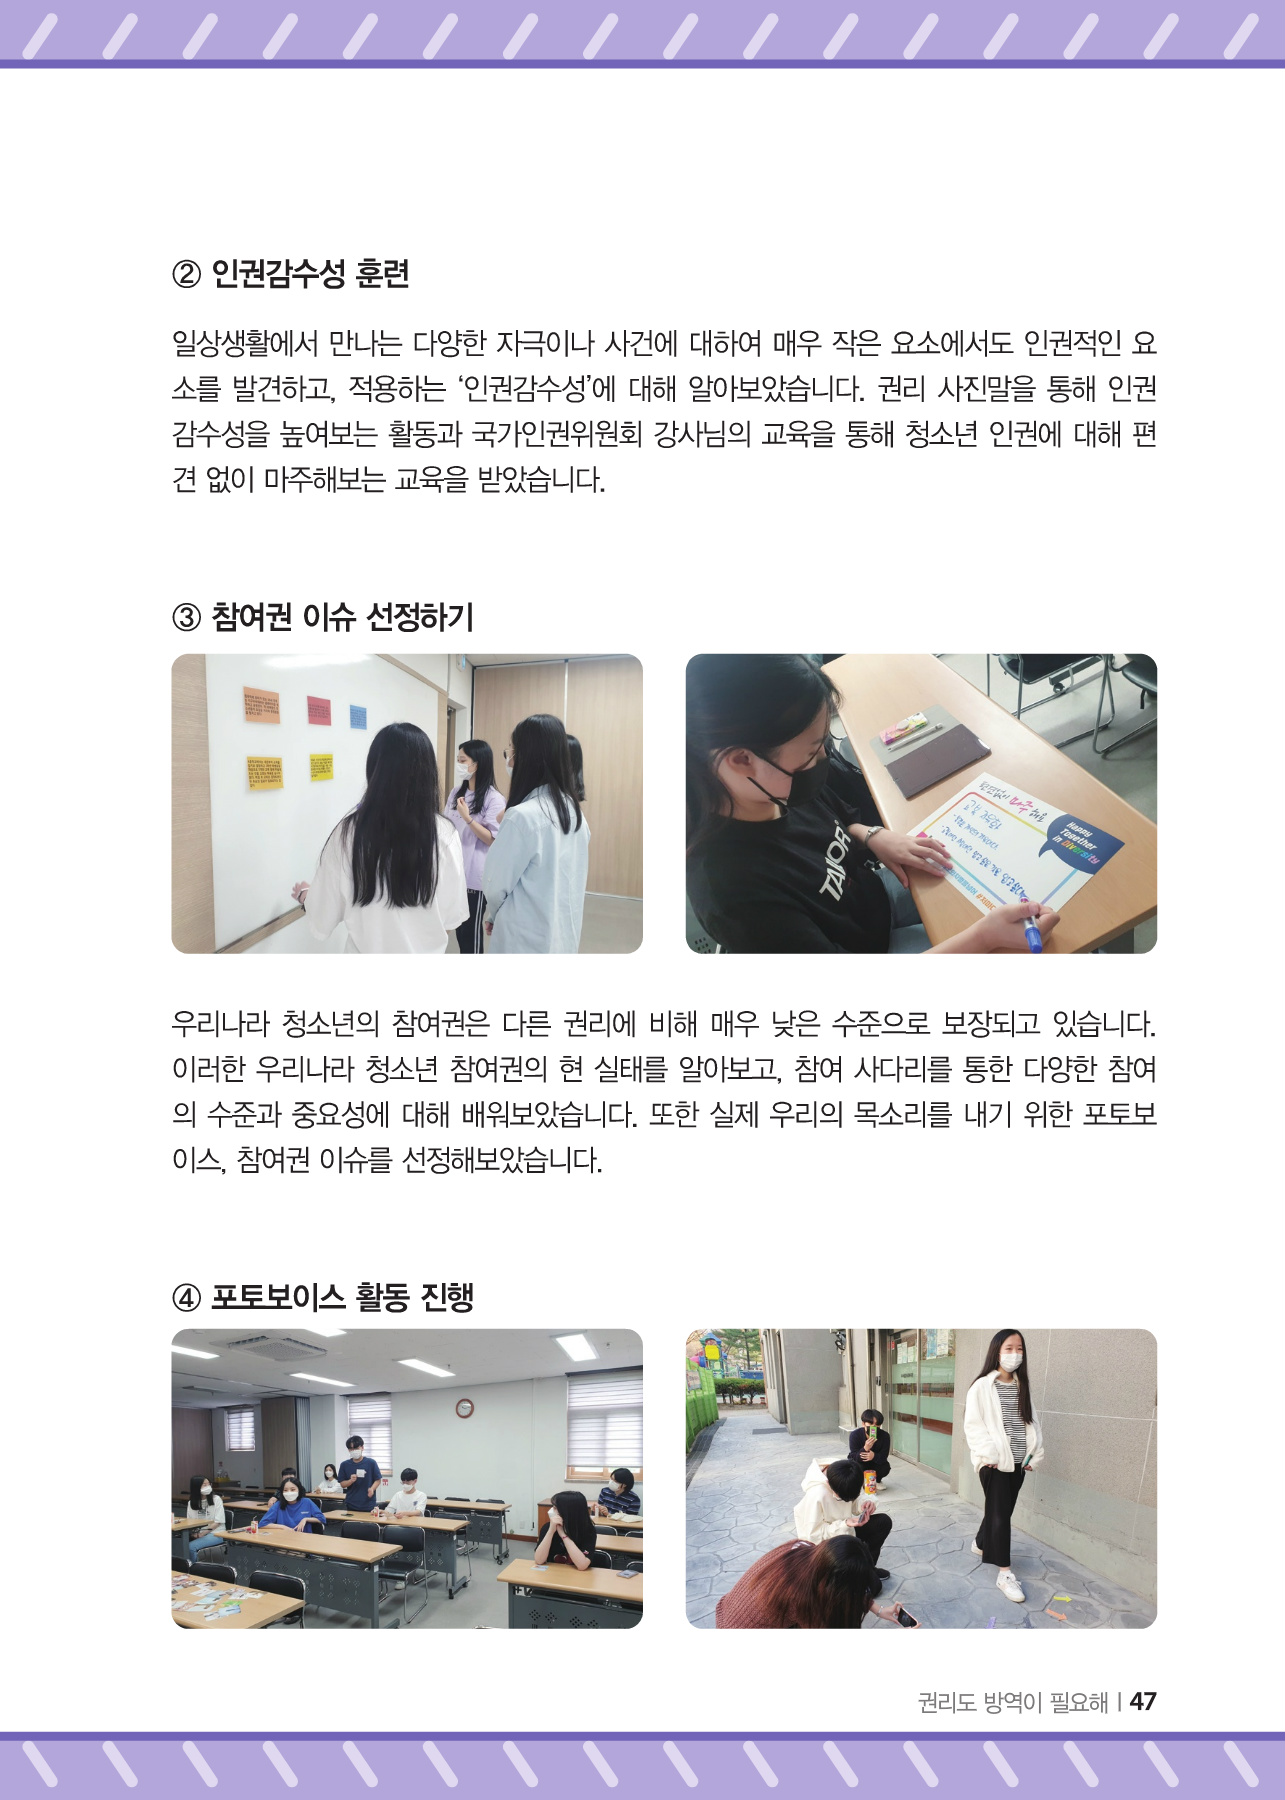 ② 인권감수성 훈련
일상생활에서 만나는 다양한 자극이나 사건에 대하여 매우 작은 요소에서도 인권적인 요
소를 발견하고, 적용하는 ‘인권감수성’에 대해 알아보았습니다. 권리 사진말을 통해 인권
감수성을 높여보는 활동과 국가인권위원회 강사님의 교육을 통해 청소년 인권에 대해 편
견 없이 마주해보는 교육을 받았습니다.
③ 참여권 이슈 선정하기
TAIOR
편견없이 마주해요
Happy
Together
in Diversity
우리나라 청소년의 참여권은 다른 권리에 비해 매우 낮은 수준으로 보장되고 있습니다.
이러한 우리나라 청소년 참여권의 현 실태를 알아보고, 참여 사다리를 통한 다양한 참여
의 수준과 중요성에 대해 배워보았습니다. 또한 실제 우리의 목소리를 내기 위한 포토보
이스, 참여권 이슈를 선정해보았습니다.
④ 포토보이스 활동 진행
권리도 방역이 필요해 | 47